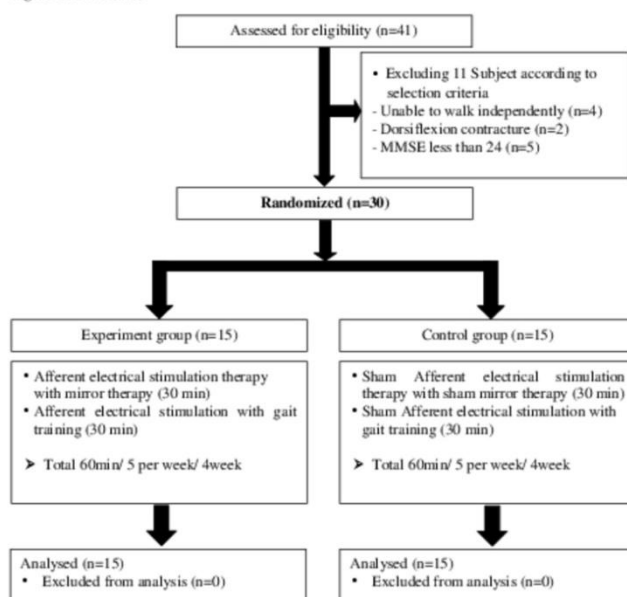 Assessed for eligibility (n=41)
• Excluding 11 Subject according to
selection criteria
- Unable to walk independently (n=4)
- Dorsiflexion contracture (n=2)
- MMSE less than 24 (n=5)
Randomized (n=30)
Experiment group (n=15)
• Afferent electrical stimulation therapy
with mirror therapy (30 min)
• Afferent electrical stimulation with gait
training (30 min)
➤ Total 60min/ 5 per week/ 4week
Control group (n=15)
• Sham Afferent electrical stimulation
therapy with sham mirror therapy (30 min)
• Sham Afferent electrical stimulation with
gait training (30 min)
➤ Total 60min/ 5 per week/ 4week
Analysed (n=15)
• Excluded from analysis (n=0)
Analysed (n=15)
• Excluded from analysis (n=0)